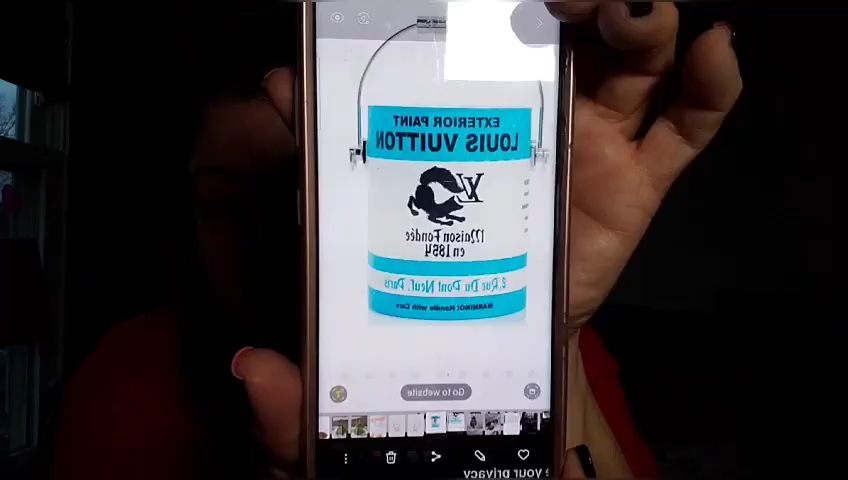 EXTERIOR PAINT
LOUIS VUITTON
LV
Maison Fondée
en 1854
2, Rue Du Pont Neuf, Paris
WARNING! Handle with Care
Go to website
e your privacy